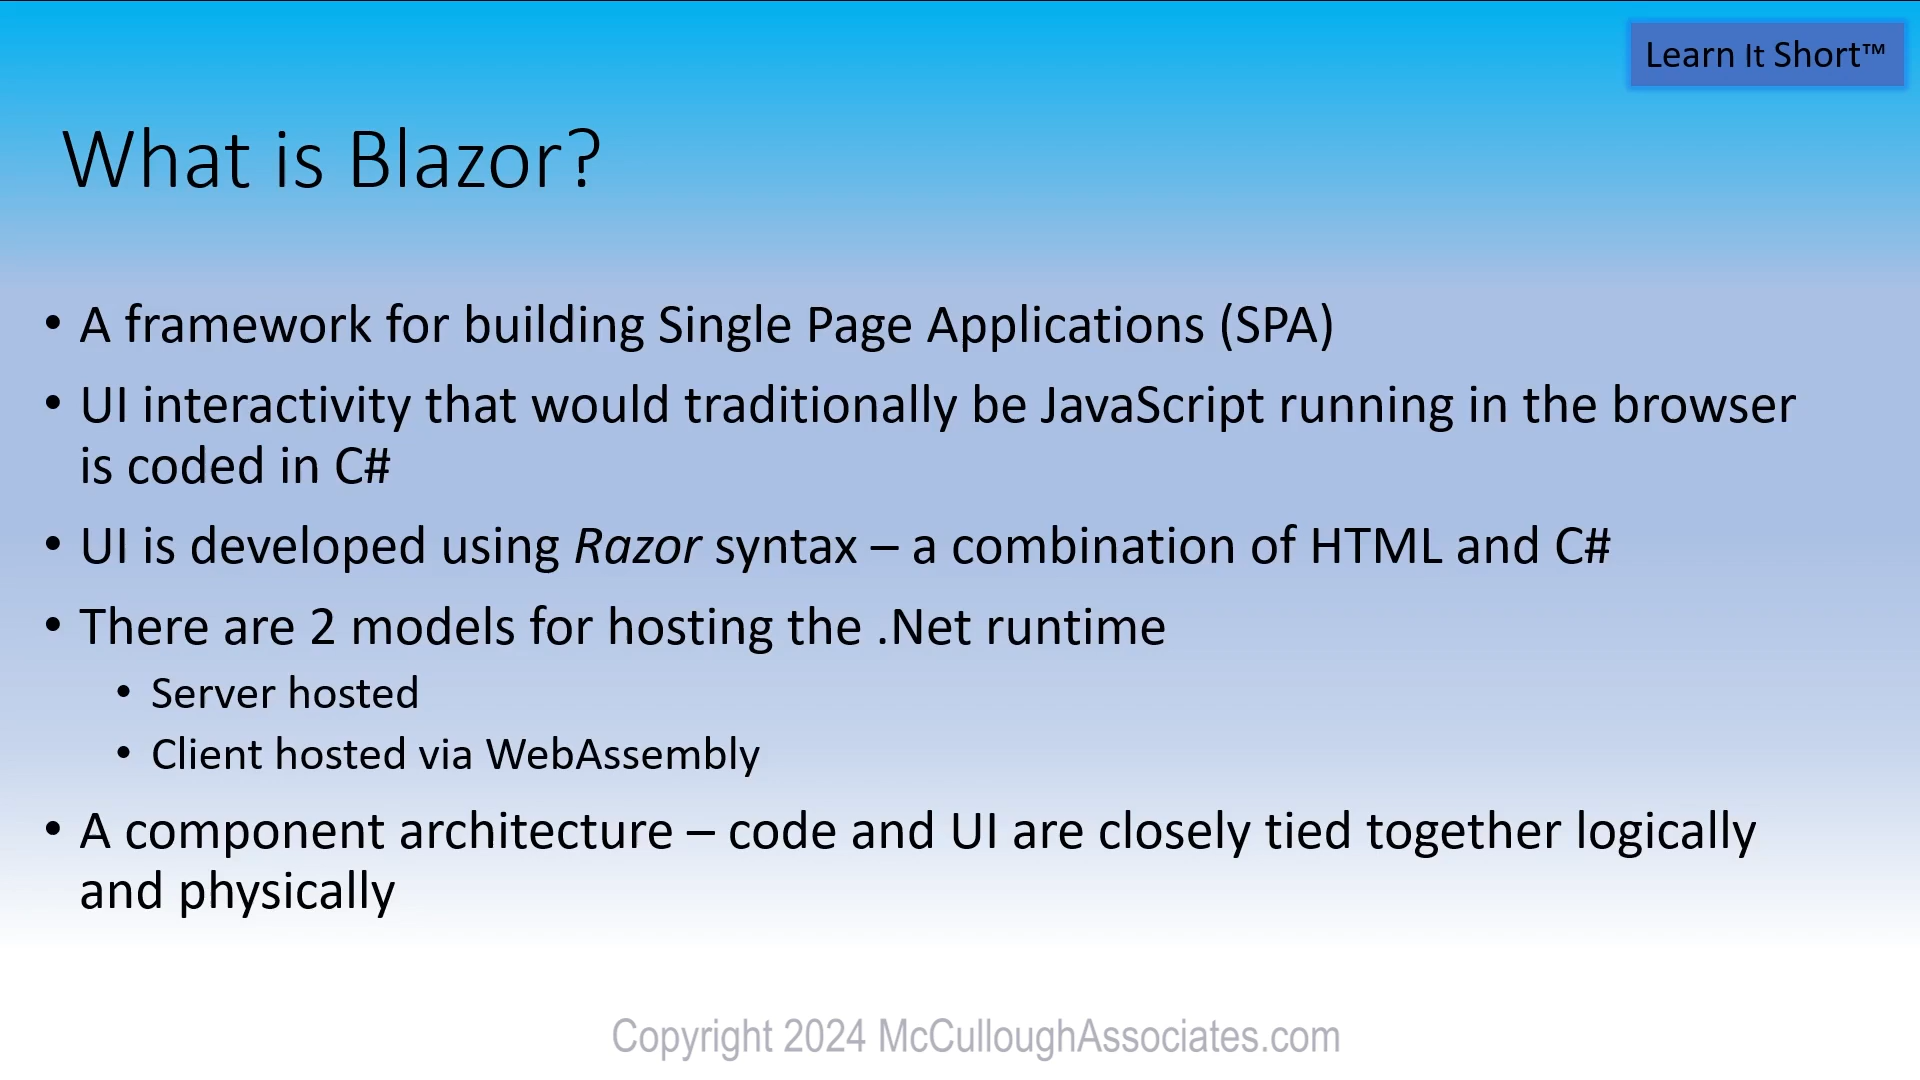 Learn It Short™
What is Blazor?
• A framework for building Single Page Applications (SPA)
• UI interactivity that would traditionally be JavaScript running in the browser
is coded in C#
• UI is developed using Razor syntax – a combination of HTML and C#
• There are 2 models for hosting the .Net runtime
• Server hosted
• Client hosted via WebAssembly
• A component architecture – code and UI are closely tied together logically
and physically
Copyright 2024 McCulloughAssociates.com